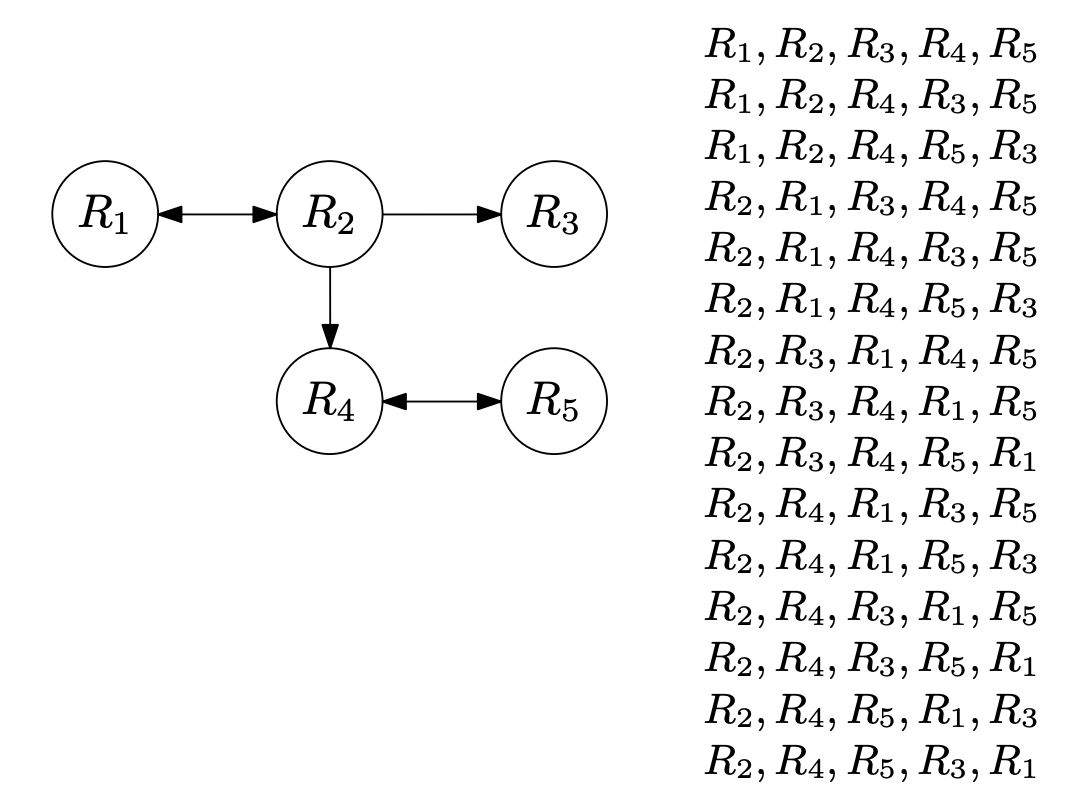 R₁ R₂ R₃
R₄ R₅
R₁, R₂, R₃, R₄, R₅
R₁, R₂, R₄, R₃, R₅
R₁, R₂, R₄, R₅, R₃
R₂, R₁, R₃, R₄, R₅
R₂, R₁, R₄, R₃, R₅
R₂, R₁, R₄, R₅, R₃
R₂, R₃, R₁, R₄, R₅
R₂, R₃, R₄, R₁, R₅
R₂, R₃, R₄, R₅, R₁
R₂, R₄, R₁, R₃, R₅
R₂, R₄, R₁, R₅, R₃
R₂, R₄, R₃, R₁, R₅
R₂, R₄, R₃, R₅, R₁
R₂, R₄, R₅, R₁, R₃
R₂, R₄, R₅, R₃, R₁